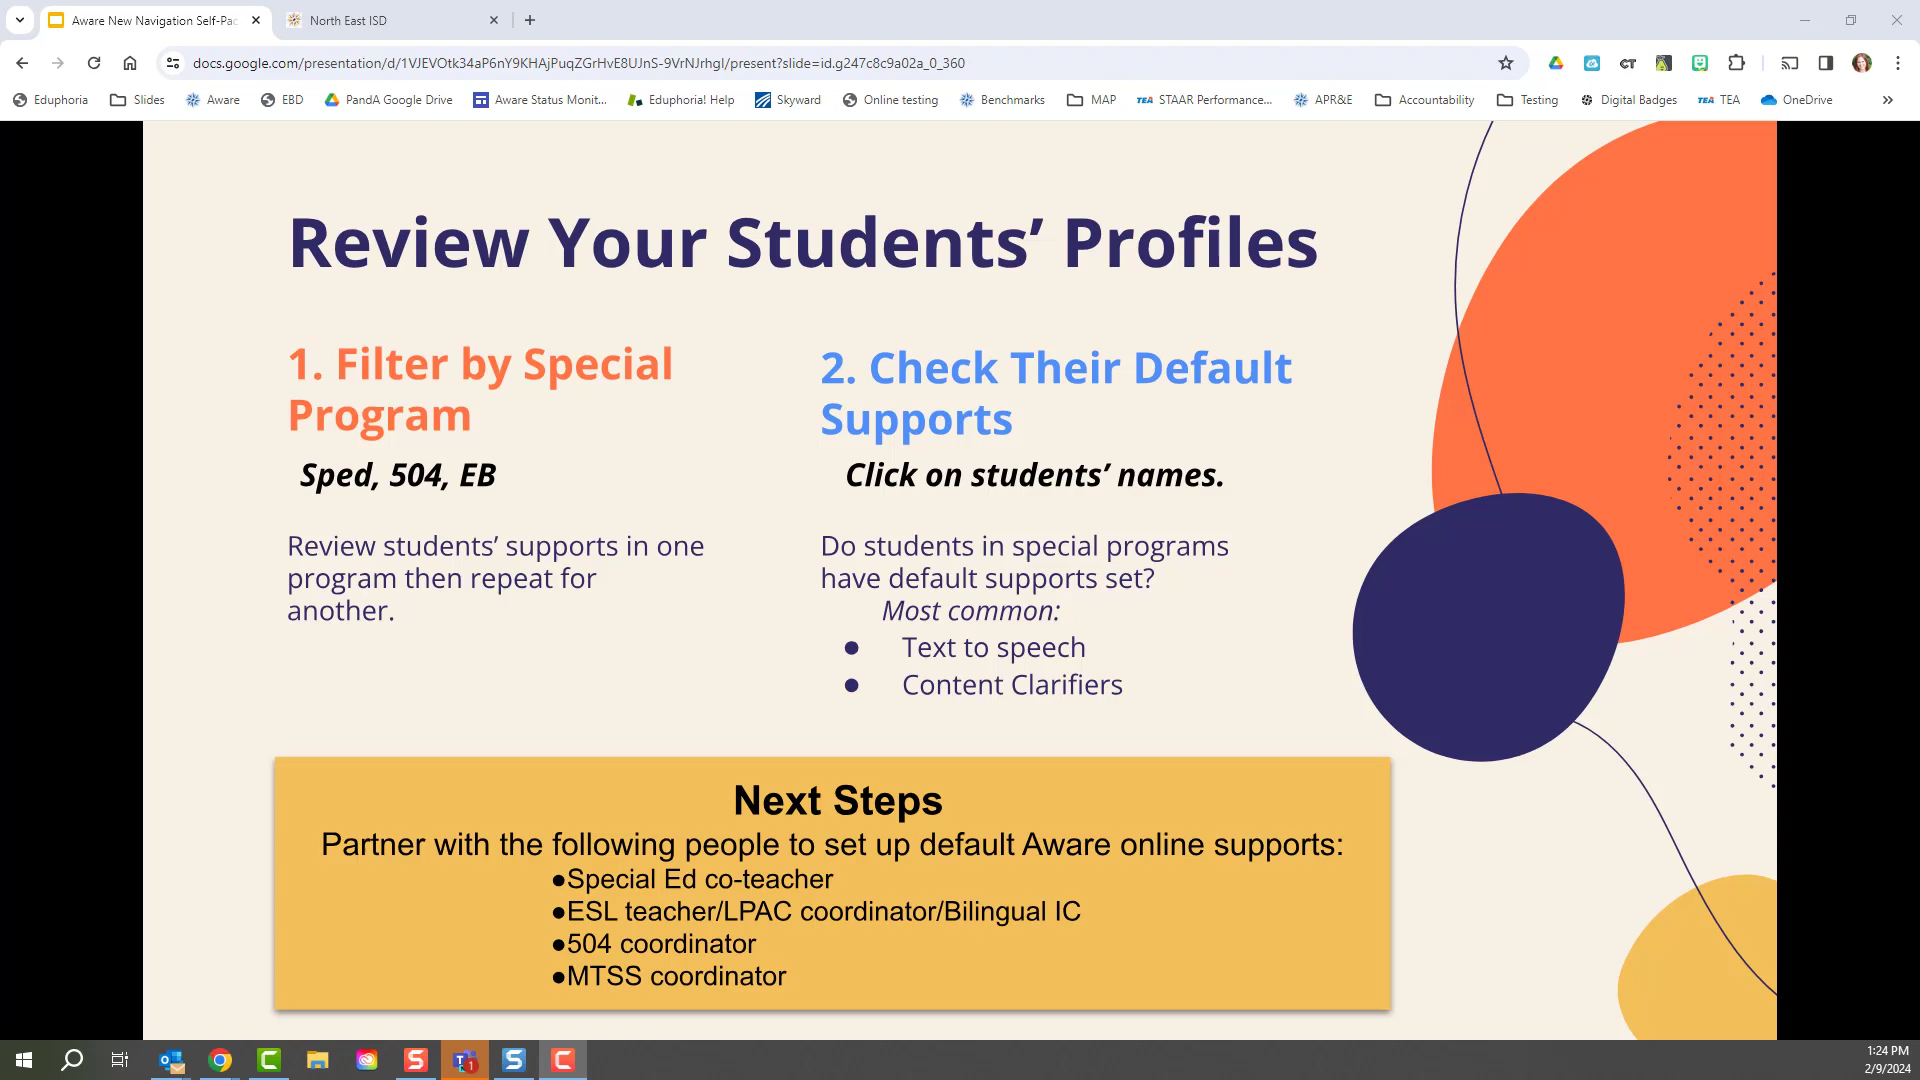 Aware New Navigation Self-Pac
North East ISD
docs.google.com/presentation/d/1VJEVOtk34aP6nY9KHAjPuqZGrHvE8UJnS-9VrNJrhgI/present?slide=id.g247c8c9a02a_0_360
CT
Eduphoria Slides Aware EBD PandA Google Drive Aware Status Monit... Eduphoria! Help Skyward Online testing Benchmarks MAP TEA STAAR Performance... APR&E Accountability Testing Digital Badges TEA TEA OneDrive
Review Your Students’ Profiles
1. Filter by Special
Program
Sped, 504, EB
Review students’ supports in one
program then repeat for
another.
2. Check Their Default
Supports
Click on students’ names.
Do students in special programs
have default supports set?
Most common:
● Text to speech
● Content Clarifiers
Next Steps
Partner with the following people to set up default Aware online supports:
●Special Ed co-teacher
●ESL teacher/LPAC coordinator/Bilingual IC
●504 coordinator
●MTSS coordinator
1:24 PM
2/9/2024